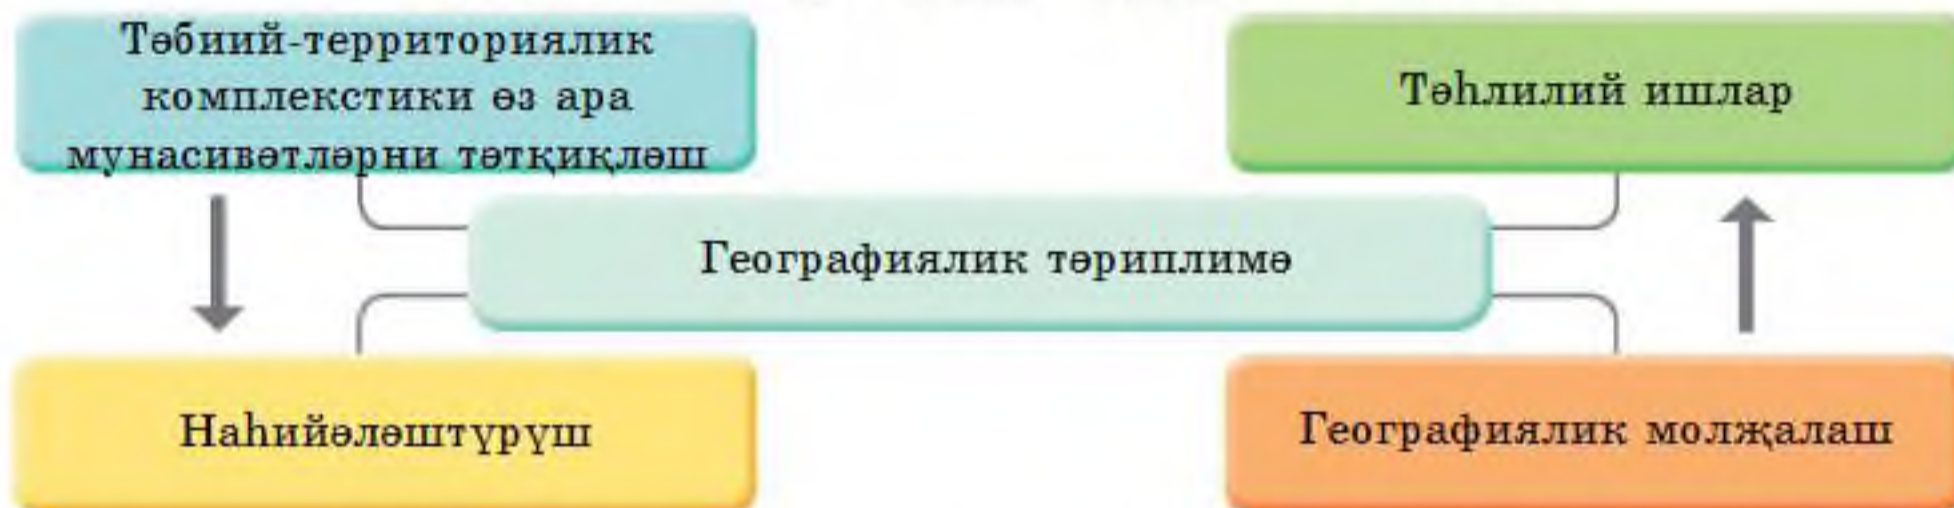 Тәбиий-территориялик
комплекстики өз ара
мунасивәтләрни тәтқиқләш
Тәһлилий ишлар
Географиялик тәриплимә
Наһийәләштүрүш
Географиялик молҗалаш